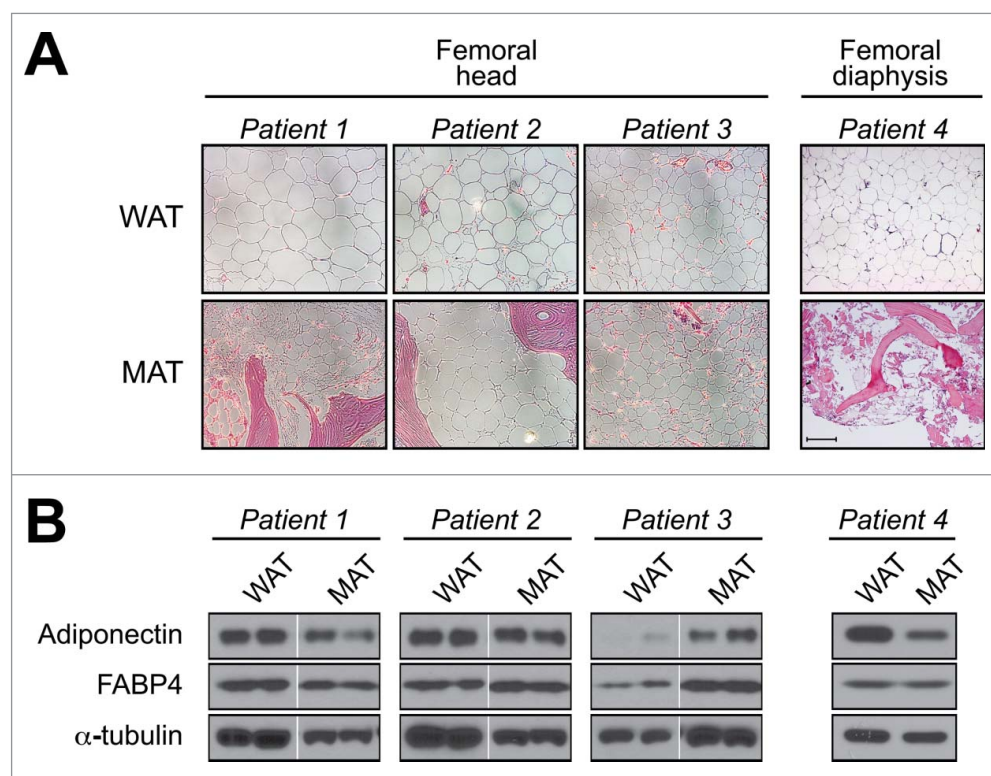 A
Femoral
head
Femoral
diaphysis
Patient 1 Patient 2 Patient 3 Patient 4
WAT
MAT
B
Patient 1 Patient 2 Patient 3 Patient 4
WAT MAT WAT MAT WAT MAT WAT MAT
Adiponectin
FABP4
α-tubulin